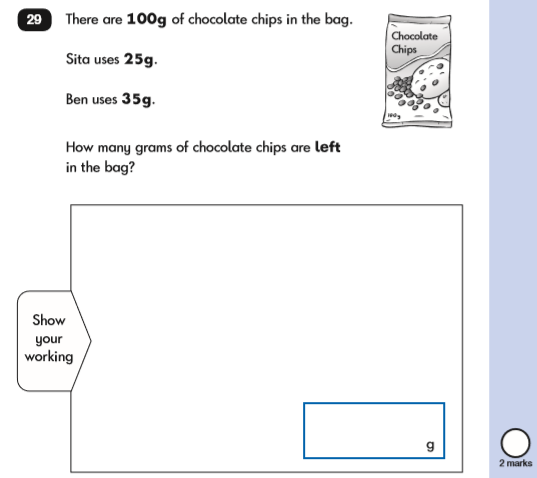 29 There are 100g of chocolate chips in the bag.
Chocolate
Chips
Sita uses 25g.
Ben uses 35g.
100g
How many grams of chocolate chips are left
in the bag?
Show
your
working
g
2 marks